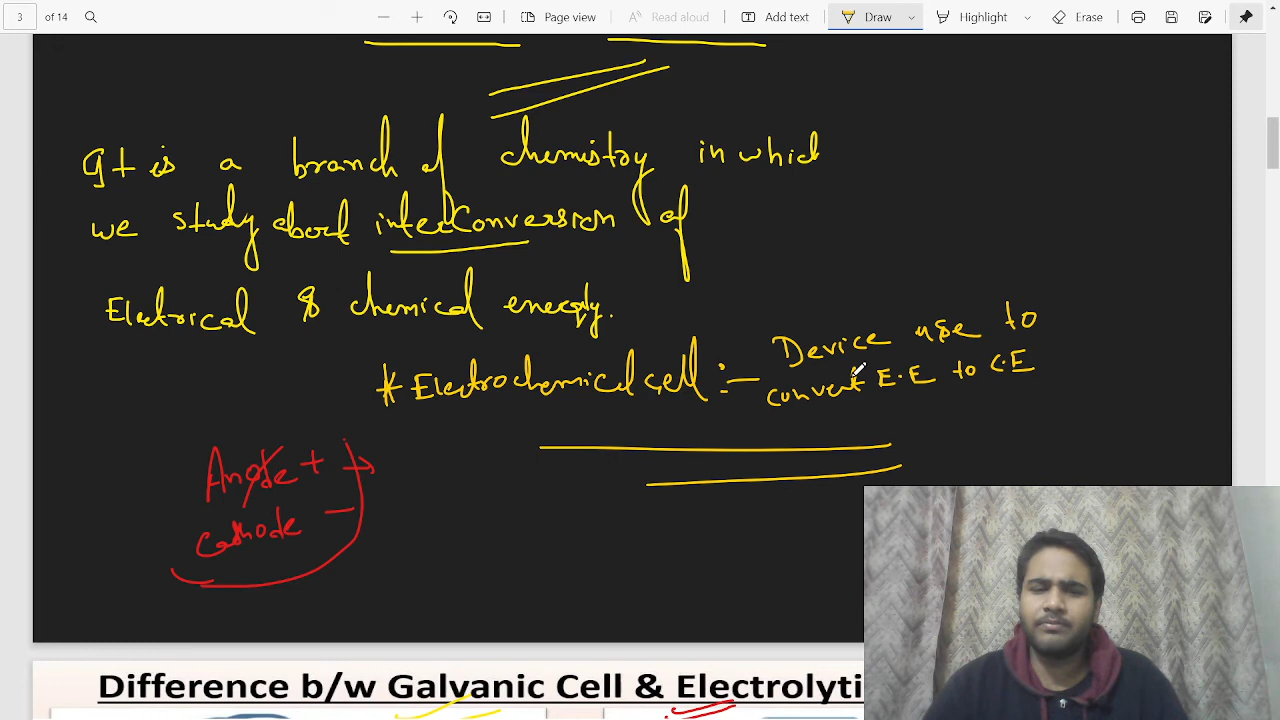 3 of 14 Page view Read aloud Add text Draw Highlight Erase
It is a branch of chemistry in which
we study about interConversion of
Electrical & chemical energy.
* Electrochemical cell :- Device use to
convert E.E to C.E
Anode +
Cathode -
Difference b/w Galvanic Cell & Electrolyti